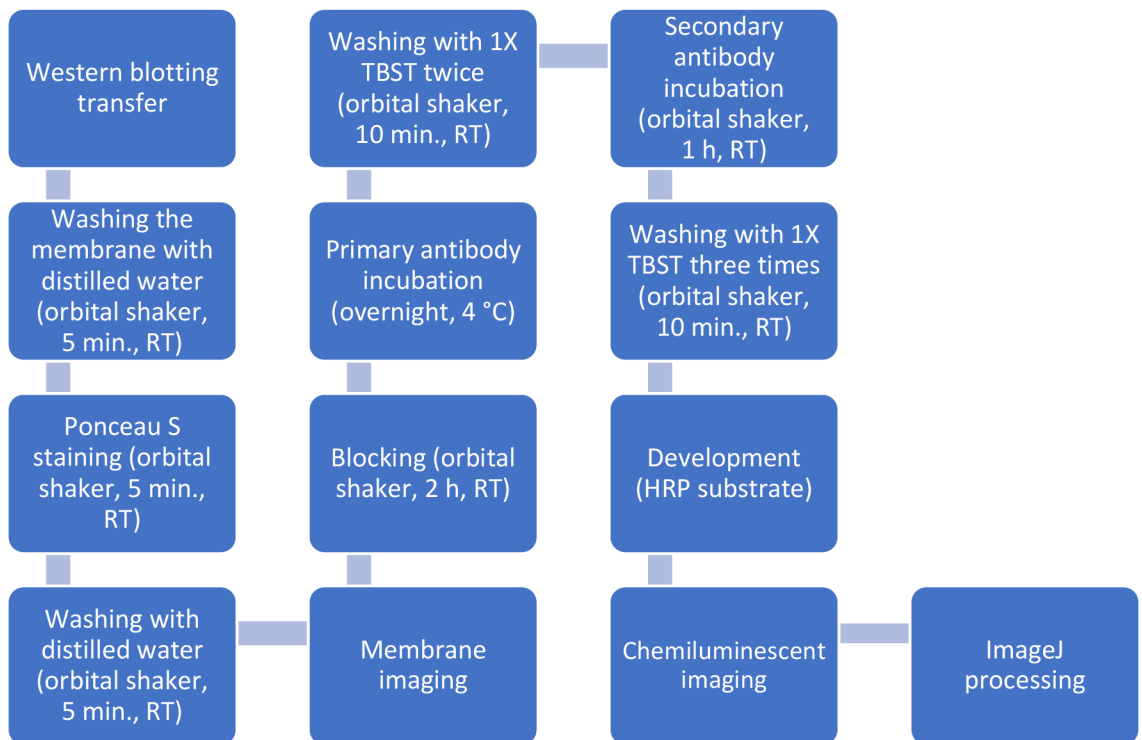 Western blotting
transfer
Washing the
membrane with
distilled water
(orbital shaker,
5 min., RT)
Ponceau S
staining (orbital
shaker, 5 min.,
RT)
Washing with
distilled water
(orbital shaker,
5 min., RT)
Membrane
imaging
Blocking (orbital
shaker, 2 h, RT)
Primary antibody
incubation
(overnight, 4 °C)
Washing with 1X
TBST twice
(orbital shaker,
10 min., RT)
Secondary
antibody
incubation
(orbital shaker,
1 h, RT)
Washing with 1X
TBST three times
(orbital shaker,
10 min., RT)
Development
(HRP substrate)
Chemiluminescent
imaging
ImageJ
processing